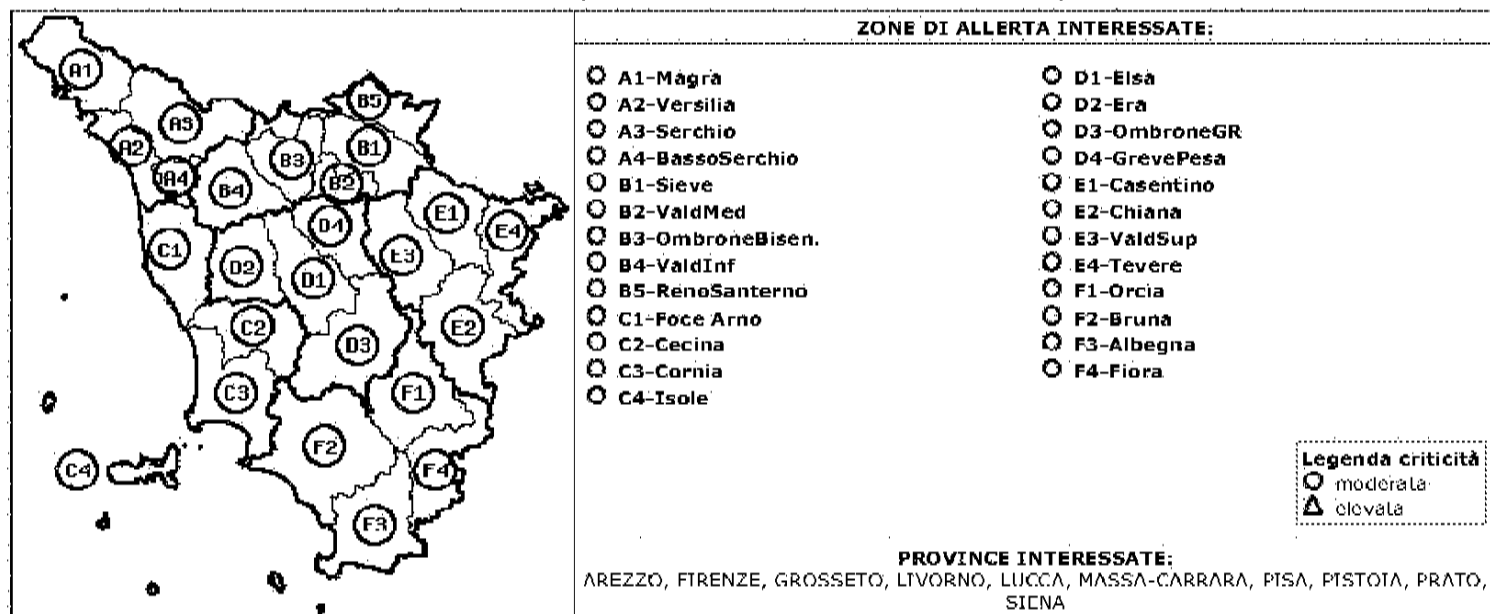 ZONE DI ALLERTA INTERESSATE:
A1-Magra
A2-Versilia
A3-Serchio
A4-BassoSerchio
B1-Sieve
B2-ValdMed
B3-OmbroneBisen.
B4-ValdInf
B5-RenoSanterno
C1-Foce Arno
C2-Cecina
C3-Cornia
C4-Isole
D1-Elsa
D2-Era
D3-OmbroneGR
D4-GrevePesa
E1-Casentino
E2-Chiana
E3-ValdSup
E4-Tevere
F1-Orcia
F2-Bruna
F3-Albegna
F4-Fiora
Legenda criticità
moderata
elevata
PROVINCE INTERESSATE:
AREZZO, FIRENZE, GROSSETO, LIVORNO, LUCCA, MASSA-CARRARA, PISA, PISTOIA, PRATO,
SIENA
A1
B5
A3
A2
B1
B3
A4
B4
B2
E1
D4
E4
C1
E3
D2
D1
C2
E2
D3
C3
F1
F2
C4
F4
F3